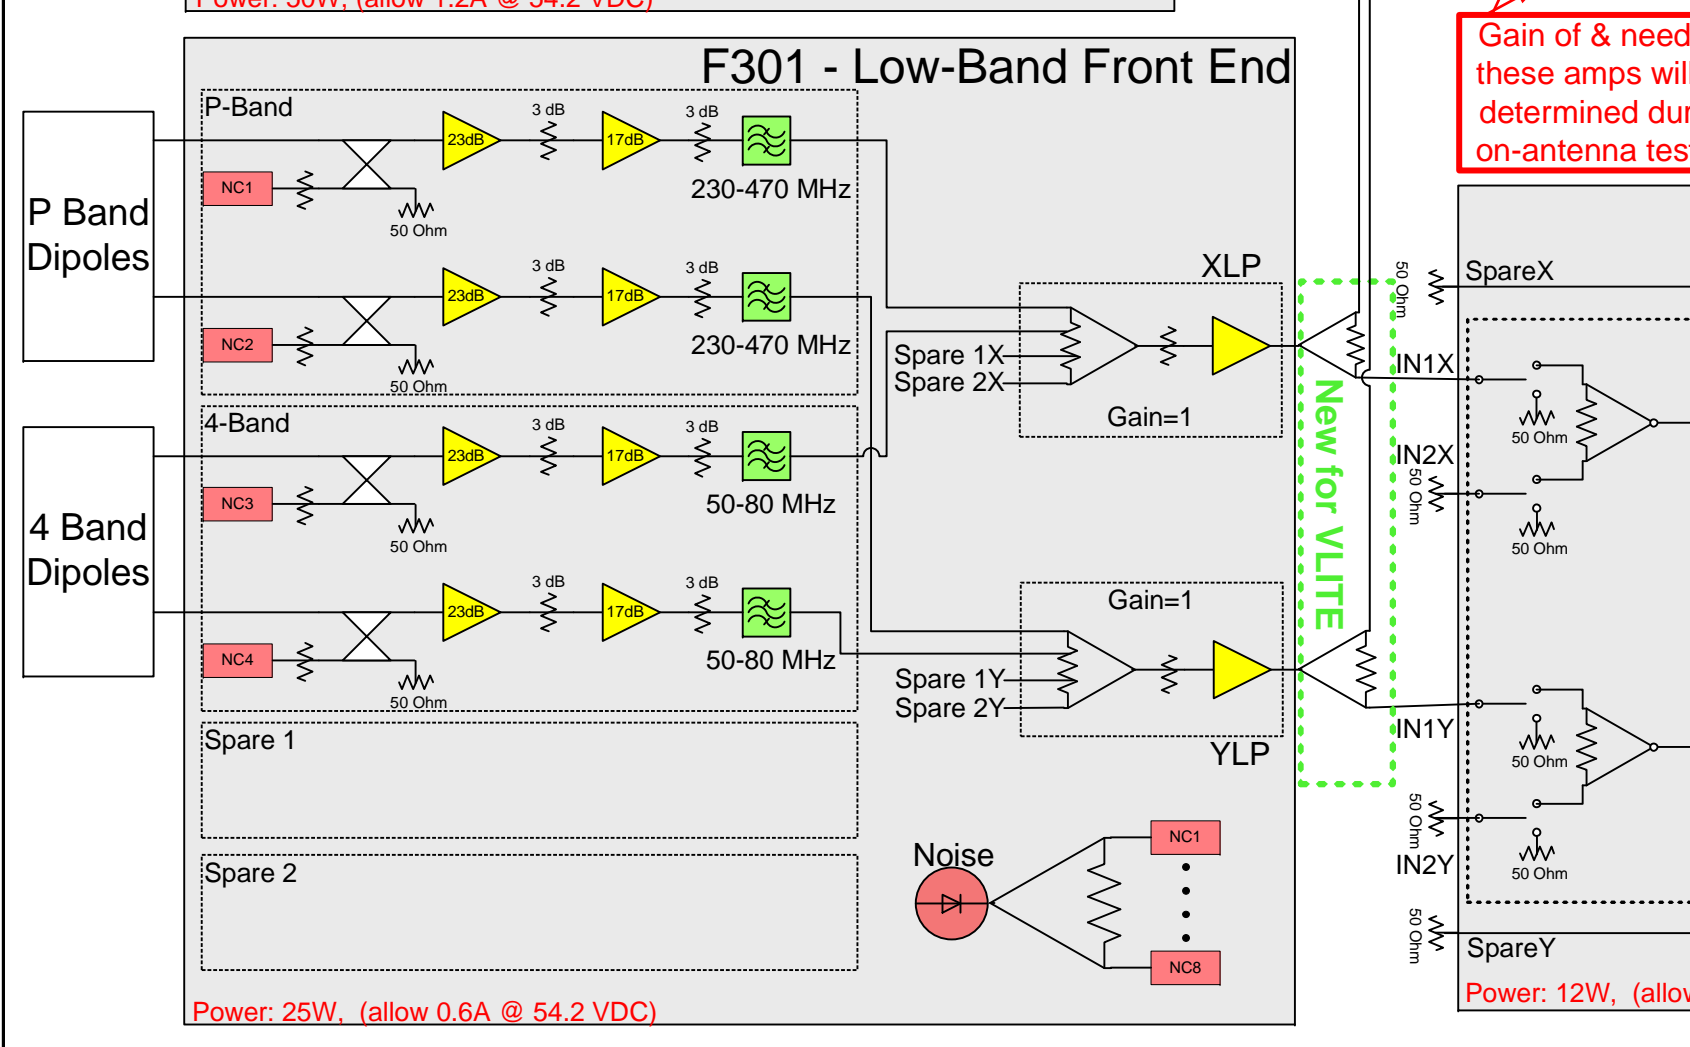 Power: 50W, (allow 1.2A @ 54.2 VDC)
F301 - Low-Band Front End
Gain of & need
these amps will
determined dur
on-antenna test
P-Band
23dB
3 dB
17dB
3 dB
230-470 MHz
NC1
50 Ohm
P Band
Dipoles
23dB
3 dB
17dB
3 dB
230-470 MHz
NC2
50 Ohm
4-Band
23dB
3 dB
17dB
3 dB
50-80 MHz
NC3
50 Ohm
4 Band
Dipoles
23dB
3 dB
17dB
3 dB
50-80 MHz
NC4
50 Ohm
Spare 1
Spare 2
XLP
Spare 1X
Spare 2X
Gain=1
Gain=1
Spare 1Y
Spare 2Y
YLP
New for VLITE
Noise
NC1
NC8
50 Ohm
SpareX
IN1X
50 Ohm
IN2X
50 Ohm
50 Ohm
IN1Y
50 Ohm
50 Ohm
IN2Y
50 Ohm
50 Ohm
SpareY
Power: 25W, (allow 0.6A @ 54.2 VDC)
Power: 12W, (allow